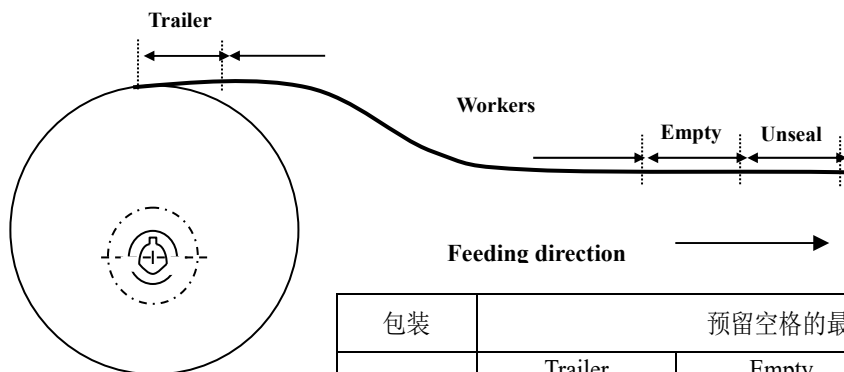 Trailer
Workers
Empty Unseal
Feeding direction
包装 预留空格的最
Trailer Empty